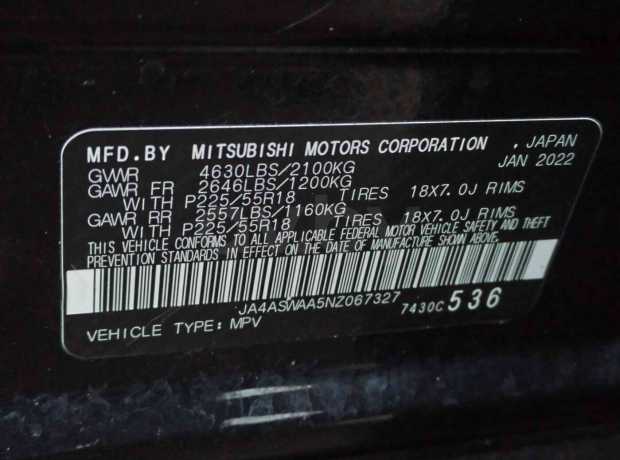 MFD.BY MITSUBISHI MOTORS CORPORATION . JAPAN
GVWR 4630LBS/2100KG JAN 2022
GAWR FR 2646LBS/1200KG
WITH P225/55R18 TIRES 18X7.0J RIMS
GAWR RR 2557LBS/1160KG
WITH P225/55R18 TIRES 18X7.0J RIMS
THIS VEHICLE CONFORMS TO ALL APPLICABLE FEDERAL MOTOR VEHICLE SAFETY AND THEFT
PREVENTION STANDARDS IN EFFECT ON THE DATE OF MANUFACTURE SHOWN ABOVE.
JA4ASWAA5NZ067327 7430C 536
VEHICLE TYPE:MPV